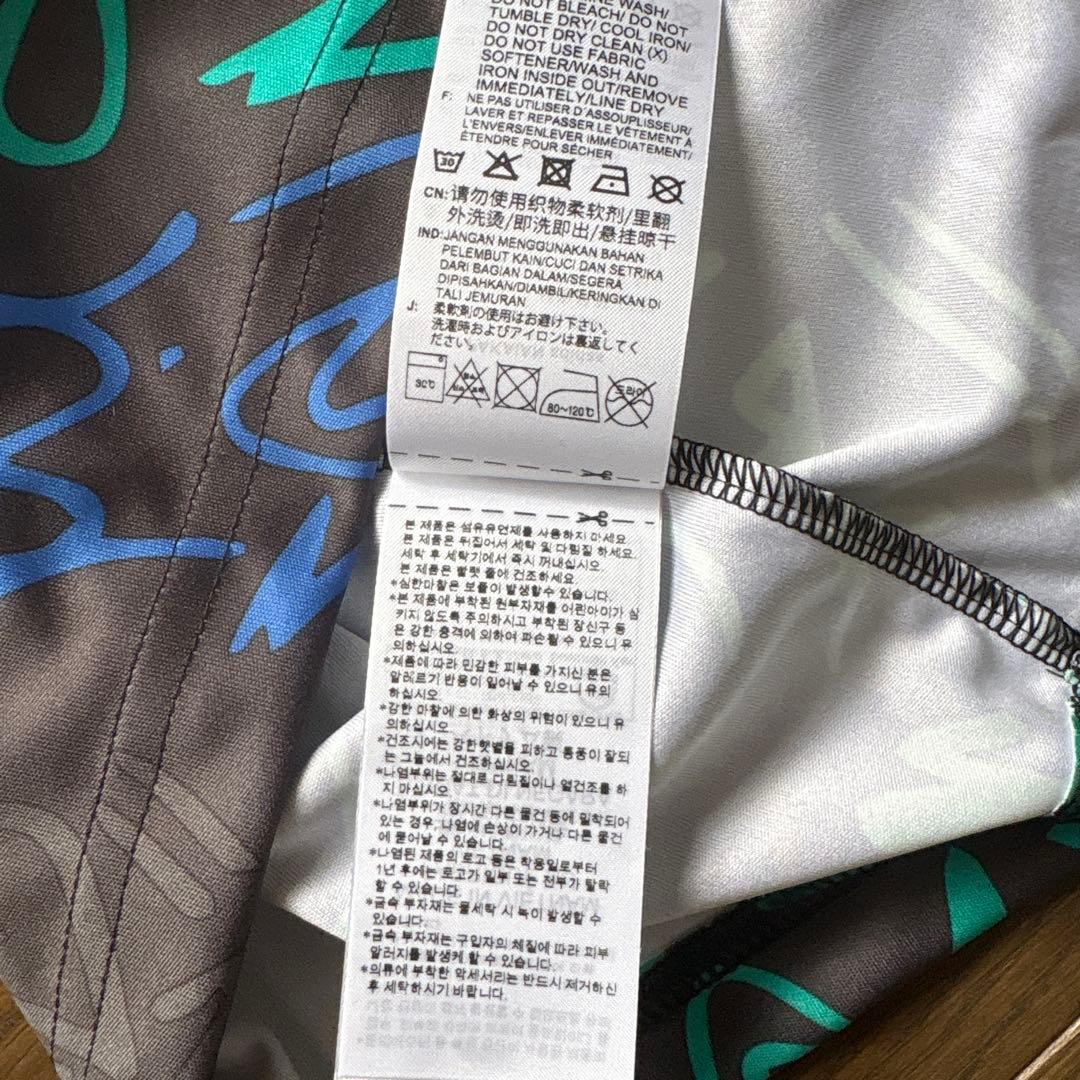 DO NOT BLEACH/ DO NOT
TUMBLE DRY/ COOL IRON/
DO NOT DRY CLEAN (X)
DO NOT USE FABRIC
SOFTENER/WASH AND
IRON INSIDE OUT/REMOVE
IMMEDIATELY/LINE DRY
F: NE PAS UTILISER D'ASSOUPLISSEUR/
LAVER ET REPASSER LE VÊTEMENT À
L'ENVERS/ENLEVER IMMÉDIATEMENT/
ÉTENDRE POUR SÉCHER
30
CN: 请勿使用织物柔软剂/里翻
外洗烫/即洗即出/悬挂晾干
IND: JANGAN MENGGUNAKAN BAHAN
PELEMBUT KAIN/CUCI DAN SETRIKA
DARI BAGIAN DALAM/SEGERA
DIPISAHKAN/DIAMBIL/KERINGKAN DI
TALI JEMURAN
J: 柔軟剤の使用はお避け下さい。
洗濯時およびアイロンは裏返してく
ださい。
30℃ 80~120℃ 드라이
본 제품은 섬유유연제를 사용하지 마세요
본 제품은 뒤집어서 세탁 및 다림질 하세요.
세탁 후 세탁기에서 즉시 꺼내십시오.
본 제품은 빨랫 줄에 건조하세요.
*심한마찰은 보풀이 발생할수 있습니다.
*본 제품에 부착된 원부자재를 어린아이가 삼
키지 않도록 주의하시고 부착된 장신구 등
은 강한 충격에 의하여 파손될 수 있으니 유
의하십시오.
*제품에 따라 민감한 피부를 가지신 분은
알레르기 반응이 일어날 수 있으니 유의
하십시오.
*강한 마찰에 의한 화상의 위험이 있으니 유
의하십시오.
*건조시에는 강한햇볕을 피하고 통풍이 잘되
는 그늘에서 건조하십시오.
*나염부위는 절대로 다림질이나 열건조를 하
지 마십시오.
*나염부위가 장시간 다른 물건 등에 밀착되어
있는 경우, 나염에 손상이 가거나 다른 물건
에 묻어날 수 있습니다.
*나염된 제품의 로고 등은 착용일로부터
1년 후에는 로고가 일부 또는 전부가 탈락
할 수 있습니다.
*금속 부자재는 물세탁 시 녹이 발생할 수
있습니다.
*금속 부자재는 구입자의 체질에 따라 피부
알러지를 발생케 할 수 있습니다.
*의류에 부착한 악세서리는 반드시 제거하신
후 세탁하시기 바랍니다.